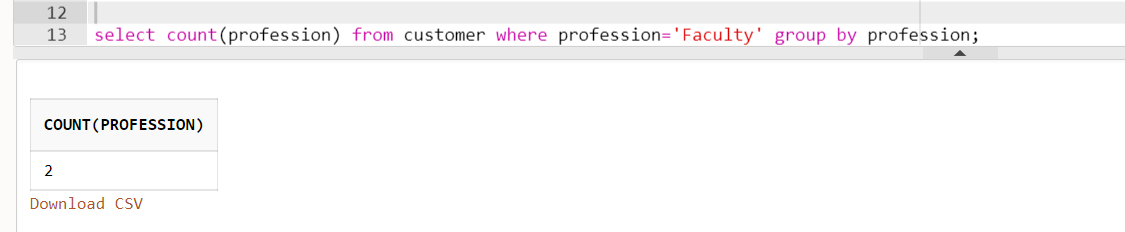 12
13 select count(profession) from customer where profession='Faculty' group by profession;
COUNT(PROFESSION)
2
Download CSV